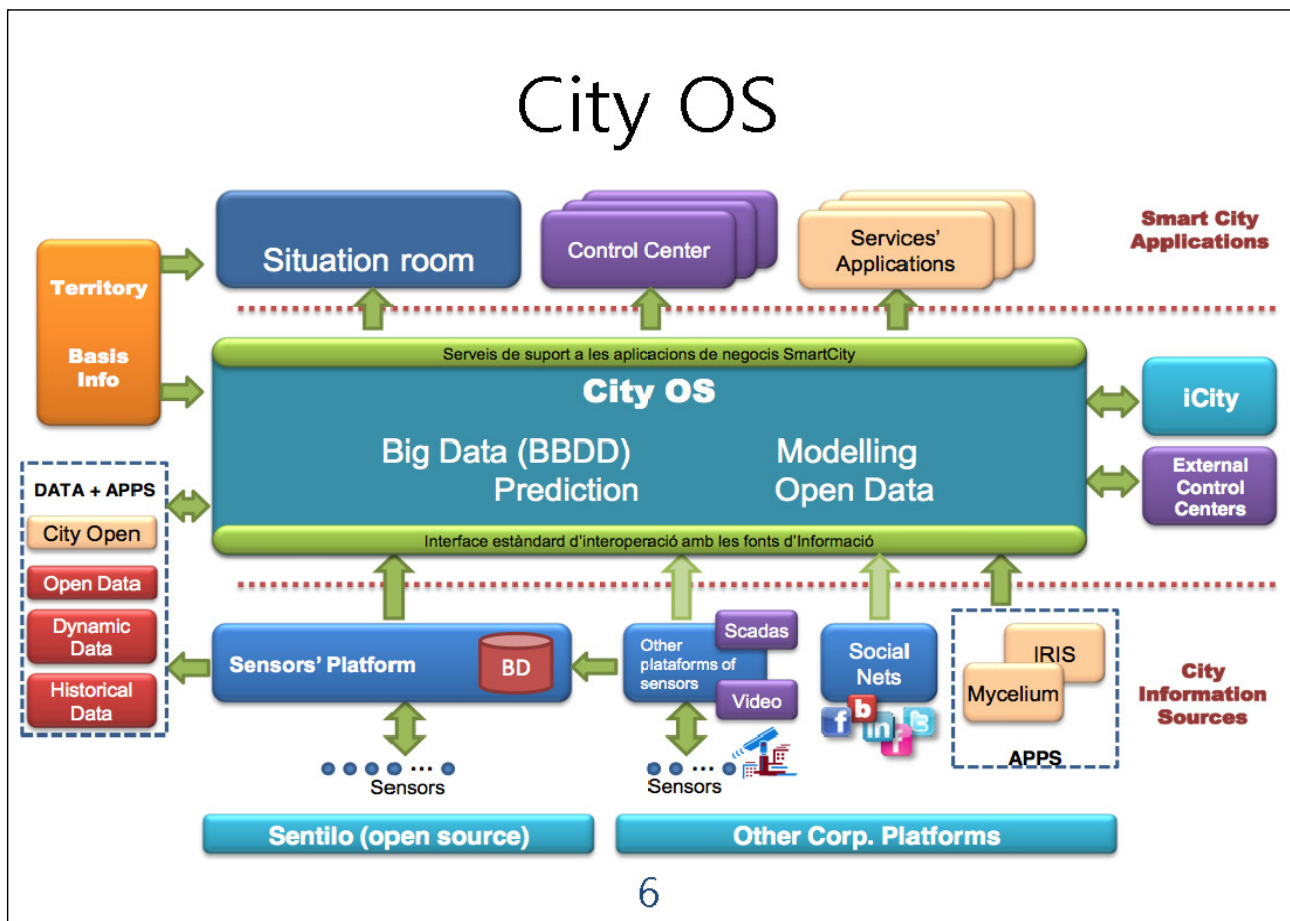 City OS
Situation room
Control Center
Services'
Applications
Smart City
Applications
Territory
Basis
Info
Serveis de suport a les aplicacions de negocis SmartCity
City OS
Big Data (BBDD)
Modelling
Prediction
Open Data
Interface estàndard d'interoperació amb les fonts d'Informació
iCity
External
Control
Centers
DATA + APPS
City Open
Open Data
Dynamic
Data
Historical
Data
Sensors' Platform
BD
Other
plataforms of
sensors
Scadas
Video
Social
Nets
f
b
in
f
t
IRIS
Mycelium
APPS
City
Information
Sources
...
Sensors
...
Sensors
Sentilo (open source)
Other Corp. Platforms
6